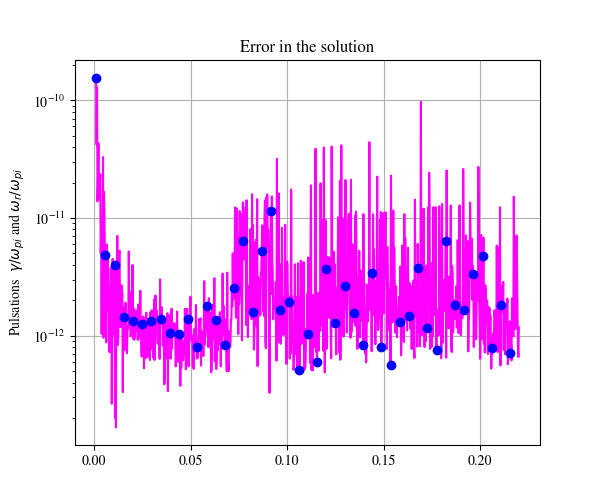 Error in the solution
Pulsations γ/ω_pi and ω_r/ω_pi
10^-10
10^-11
10^-12
0.00 0.05 0.10 0.15 0.20